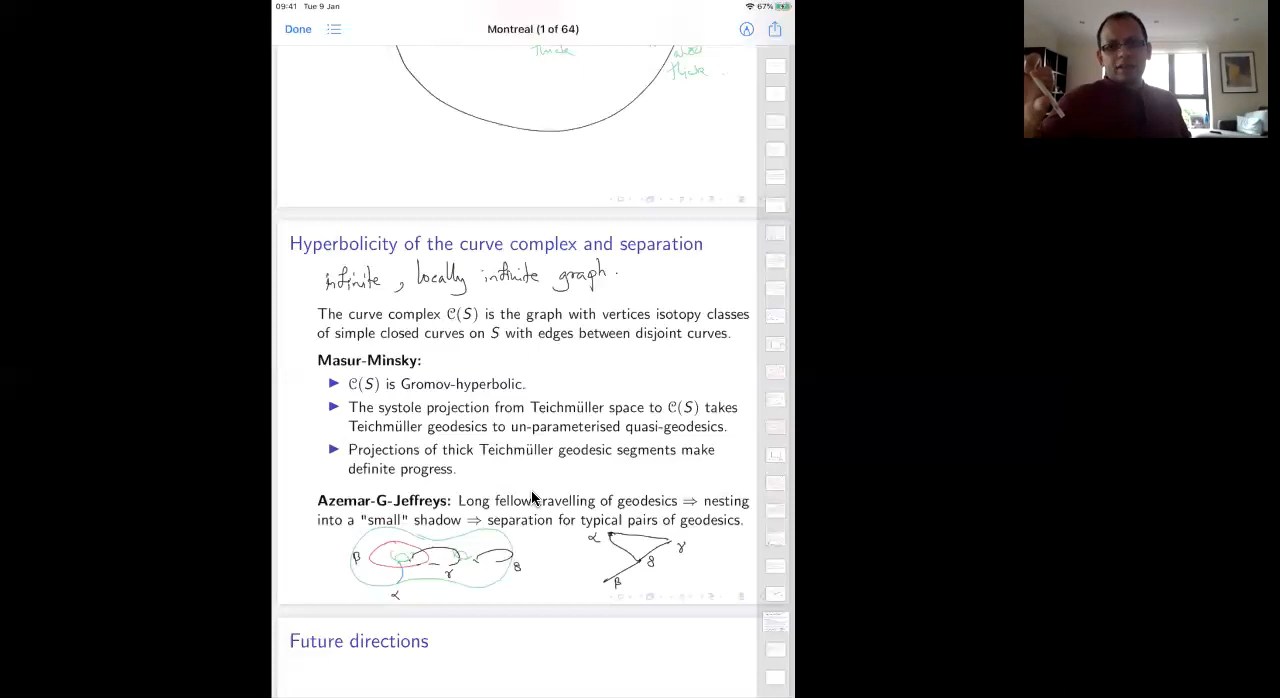 09:41 Tue 9 Jan
67%
Done
Montreal (1 of 64)
thick
thick
Hyperbolicity of the curve complex and separation
infinite, locally infinite graph.
The curve complex 𝒞(S) is the graph with vertices isotopy classes
of simple closed curves on S with edges between disjoint curves.
Masur-Minsky:
▶ 𝒞(S) is Gromov-hyperbolic.
▶ The systole projection from Teichmüller space to 𝒞(S) takes
Teichmüller geodesics to un-parameterised quasi-geodesics.
▶ Projections of thick Teichmüller geodesic segments make
definite progress.
Azemar-G-Jeffreys: Long fellow travelling of geodesics ⇒ nesting
into a "small" shadow ⇒ separation for typical pairs of geodesics.
β γ δ α
α γ δ β
Future directions